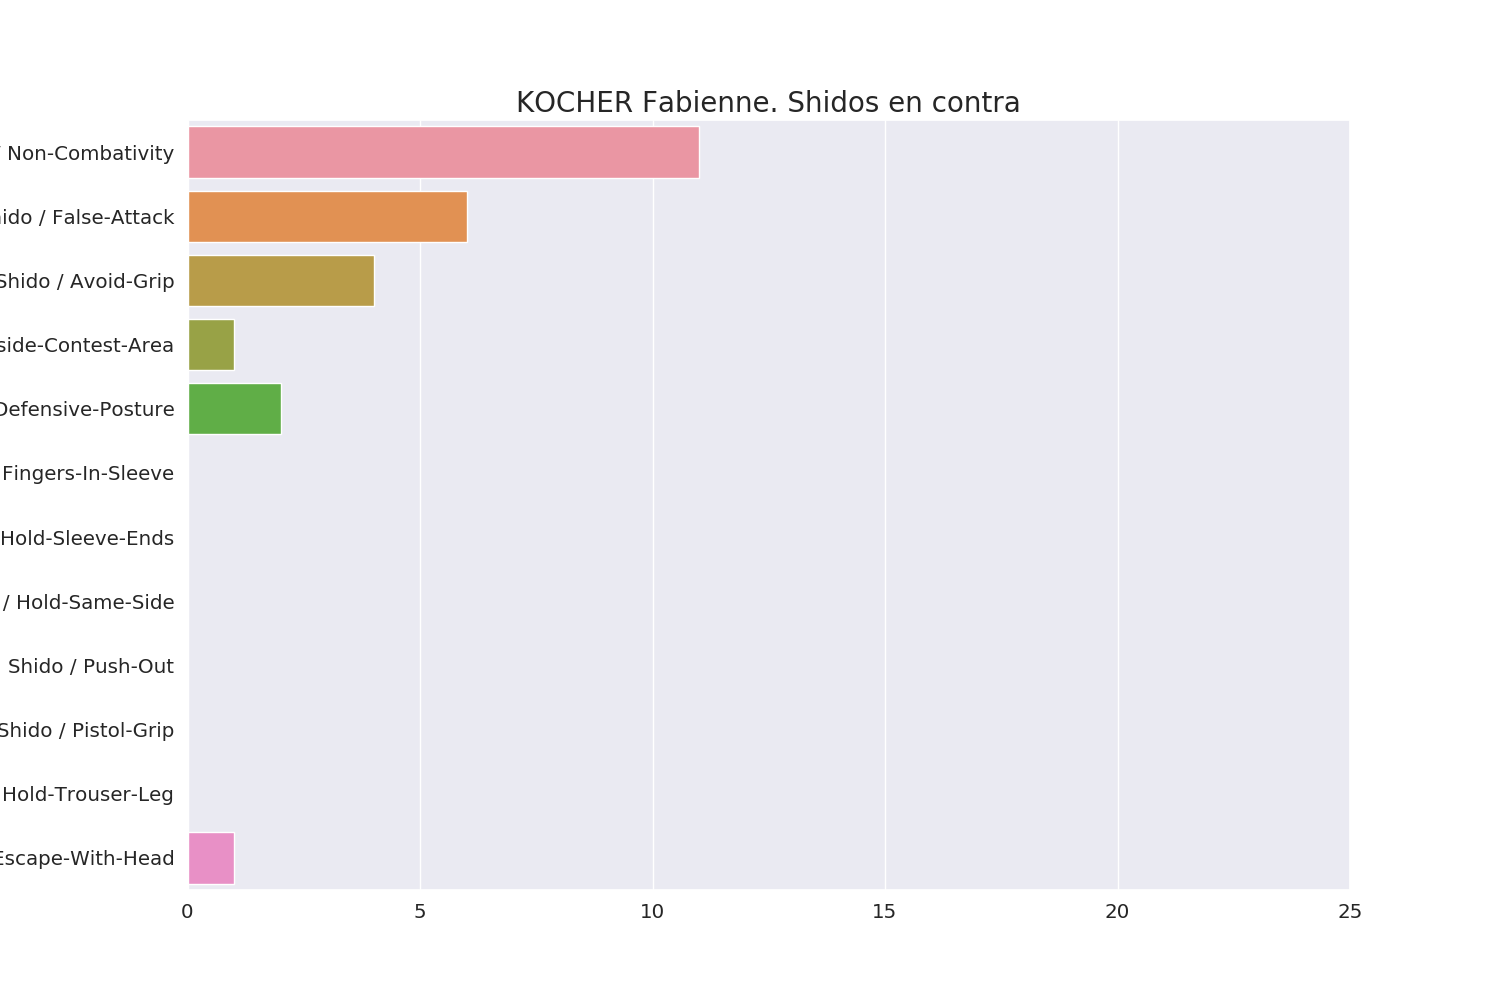 KOCHER Fabienne. Shidos en contra
/ Non-Combativity
/ False-Attack
Shido / Avoid-Grip
-Contest-Area
Defensive-Posture
Fingers-In-Sleeve
Hold-Sleeve-Ends
/ Hold-Same-Side
Shido / Push-Out
Shido / Pistol-Grip
Hold-Trouser-Leg
Escape-With-Head
0 5 10 15 20 25